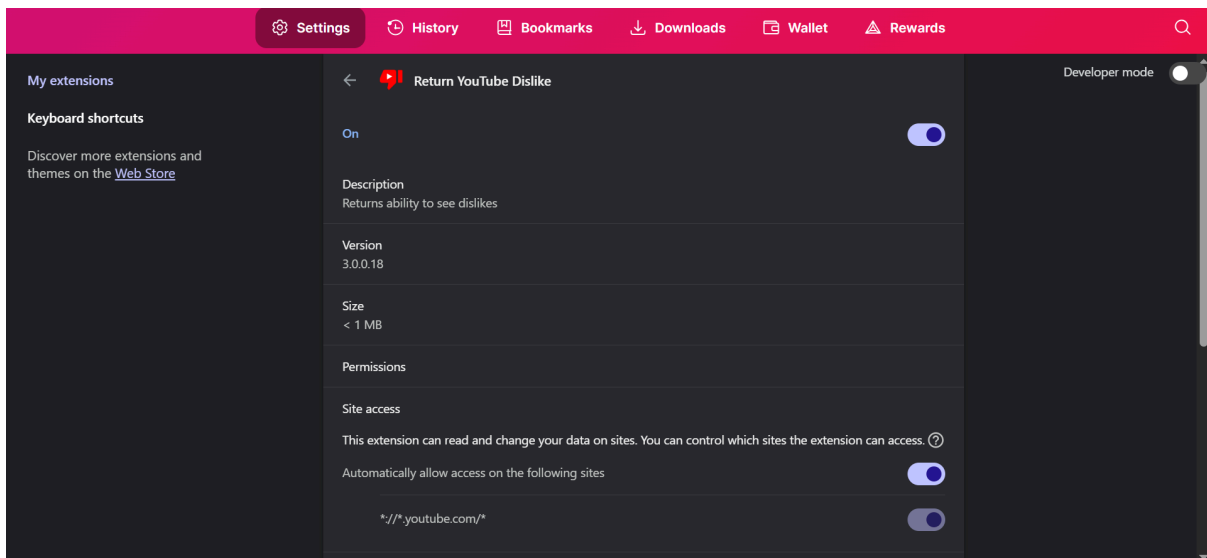 Settings
History
Bookmarks
Downloads
Wallet
Rewards
My extensions
Keyboard shortcuts
Discover more extensions and
themes on the Web Store
Return YouTube Dislike
Developer mode
On
Description
Returns ability to see dislikes
Version
3.0.0.18
Size
< 1 MB
Permissions
Site access
This extension can read and change your data on sites. You can control which sites the extension can access.
Automatically allow access on the following sites
*://*.youtube.com/*